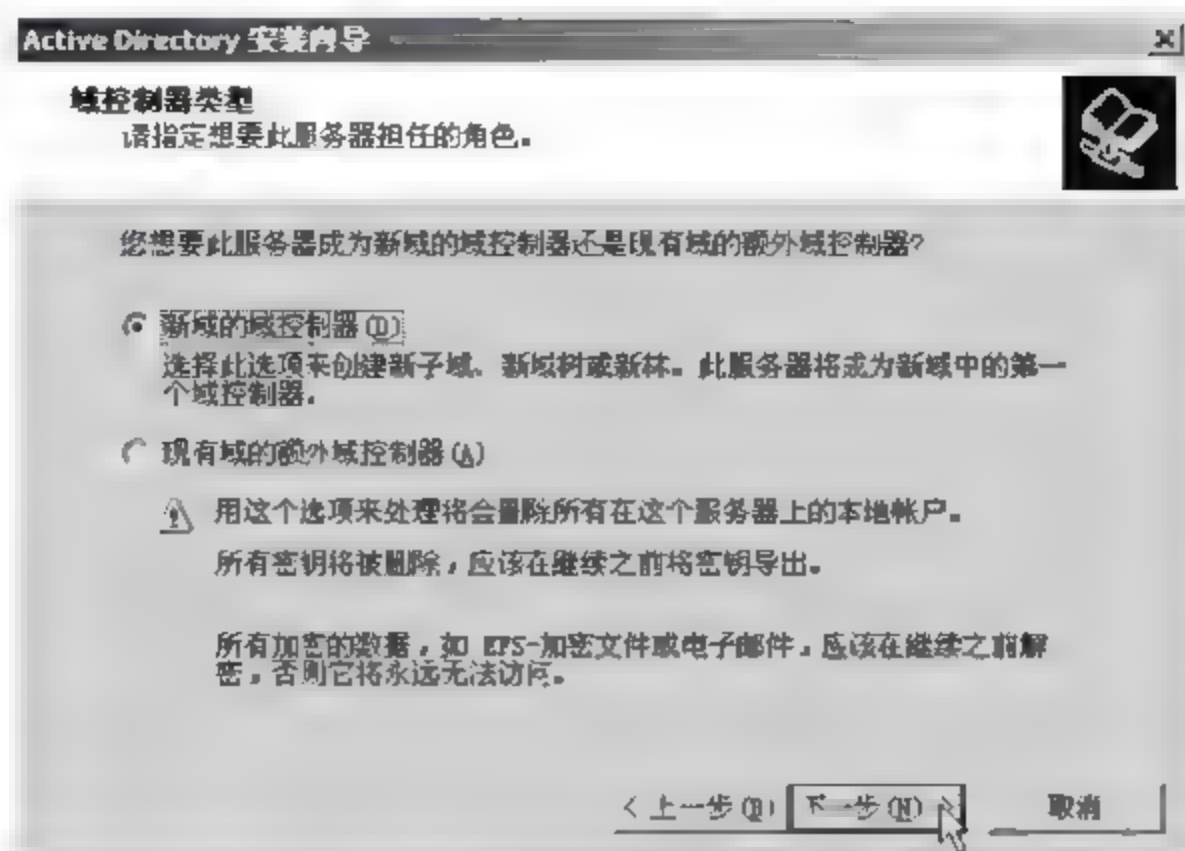 Active Directory 安装向导
域控制器类型
请指定想要此服务器担任的角色。
您想要此服务器成为新域的域控制器还是现有域的额外域控制器?
新域的域控制器(D)
选择此选项来创建新子域、新域树或新林。此服务器将成为新域中的第一
个域控制器。
现有域的额外域控制器(A)
用这个选项来处理将会删除所有在这个服务器上的本地帐户。
所有密钥将被删除，应该在继续之前将密钥导出。
所有加密的数据，如 EFS-加密文件或电子邮件，应该在继续之前解
密，否则它将永远无法访问。
< 上一步(B) 下一步(N) > 取消